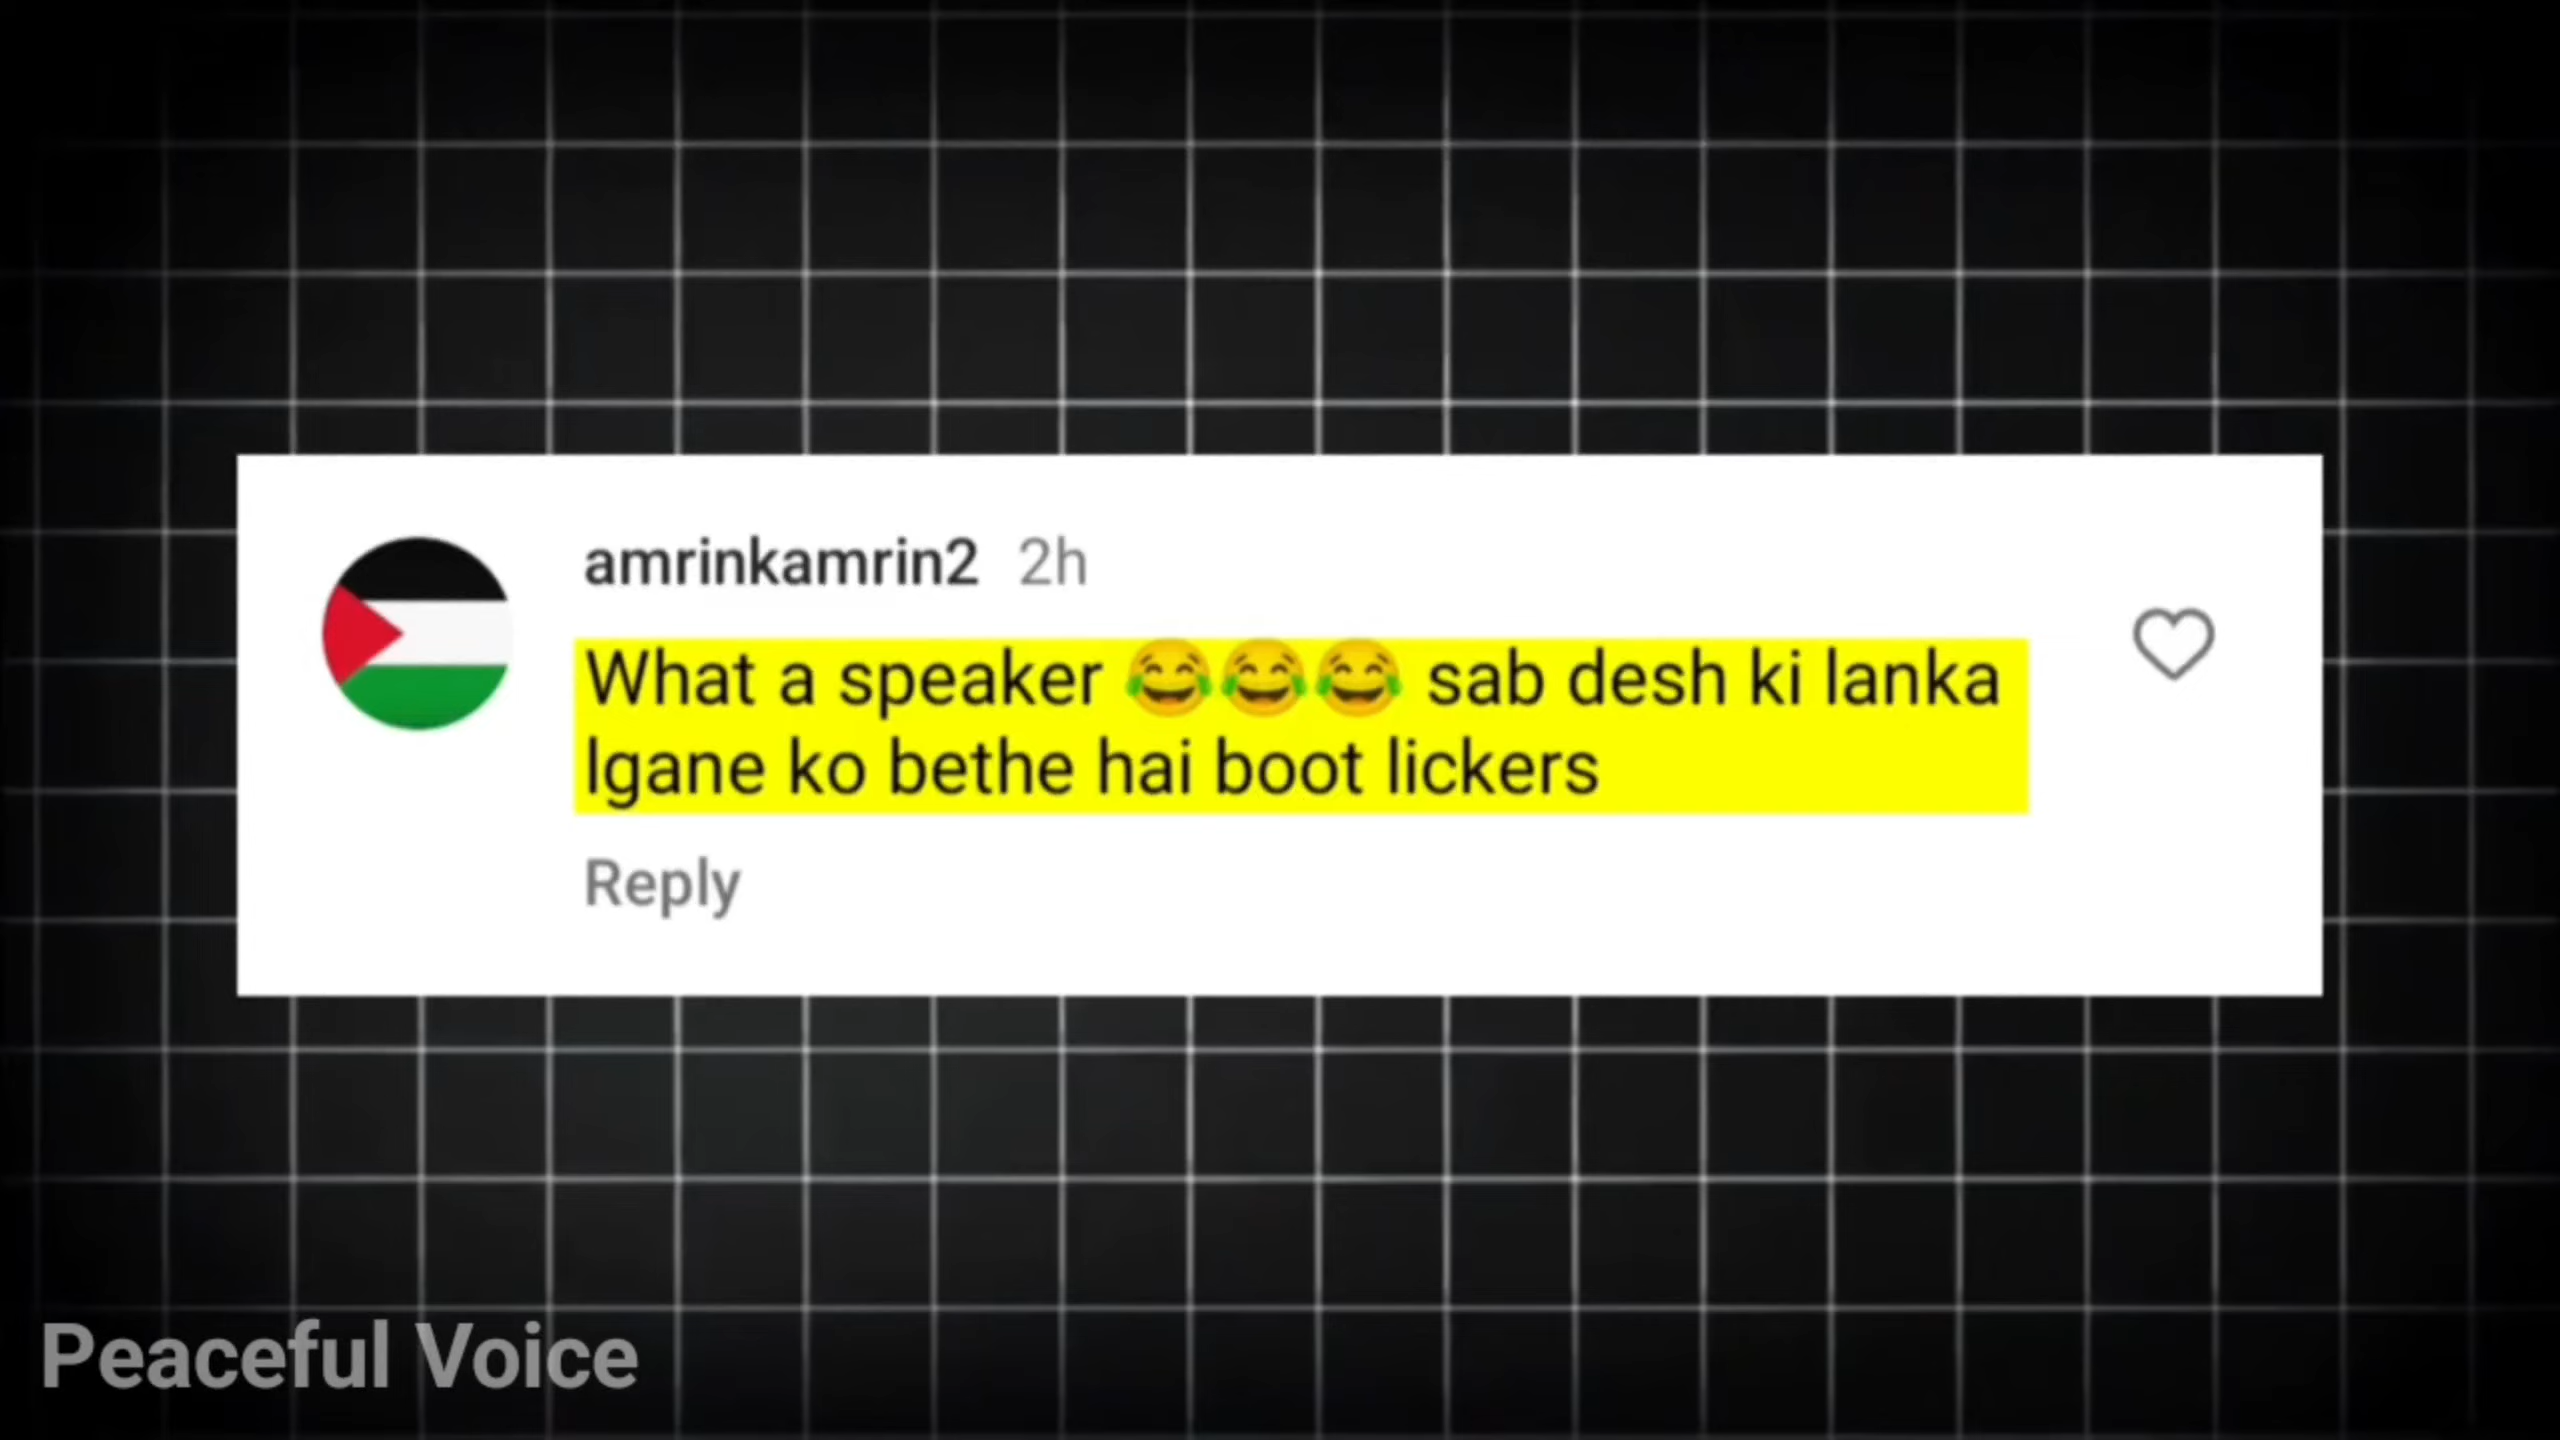 amrinkamrin2 2h
What a speaker 😂😂😂 sab desh ki lanka
lgane ko bethe hai boot lickers
Reply
Peaceful Voice